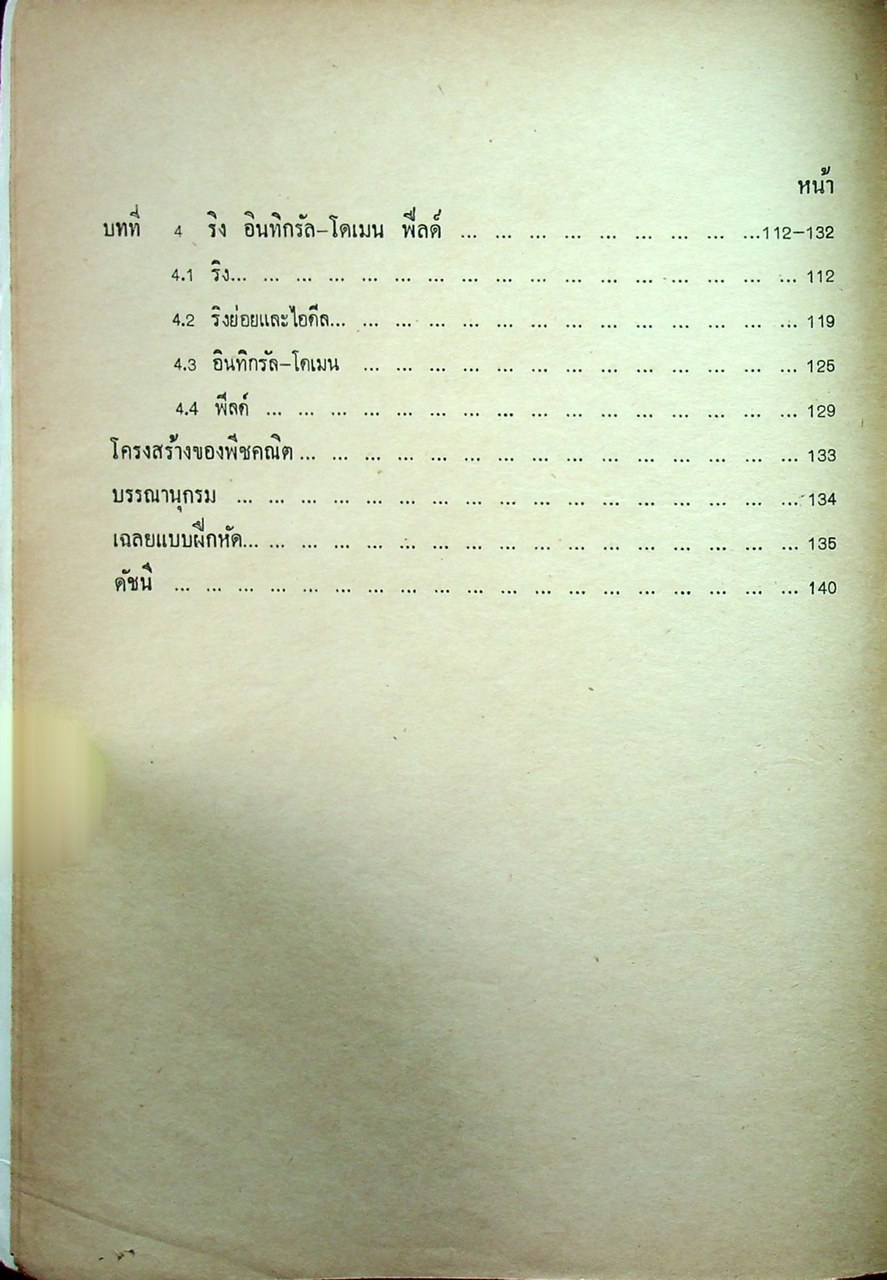 หน้า
บทที่ 4 ริง อินทิกรัล-โดเมน ฟีลด์ ... ... ... ... ... ... ... ... ... ...112-132
4.1 ริง... ... ... ... ... ... ... ... ... ... ... ... ... ... ... ... ... ... 112
4.2 ริงย่อยและไอดีล... ... ... ... ... ... ... ... ... ... ... ... ... ... ... 119
4.3 อินทิกรัล-โดเมน ... ... ... ... ... ... ... ... ... ... ... ... ... ... 125
4.4 ฟีลด์ ... ... ... ... ... ... ... ... ... ... ... ... ... ... ... ... ... 129
โครงสร้างของพีชคณิต ... ... ... ... ... ... ... ... ... ... ... ... ... ... ... ... 133
บรรณานุกรม ... ... ... ... ... ... ... ... ... ... ... ... ... ... ... ... ... ... 134
เฉลยแบบฝึกหัด... ... ... ... ... ... ... ... ... ... ... ... ... ... ... ... ... ... 135
ดัชนี ... ... ... ... ... ... ... ... ... ... ... ... ... ... ... ... ... ... ... ... 140